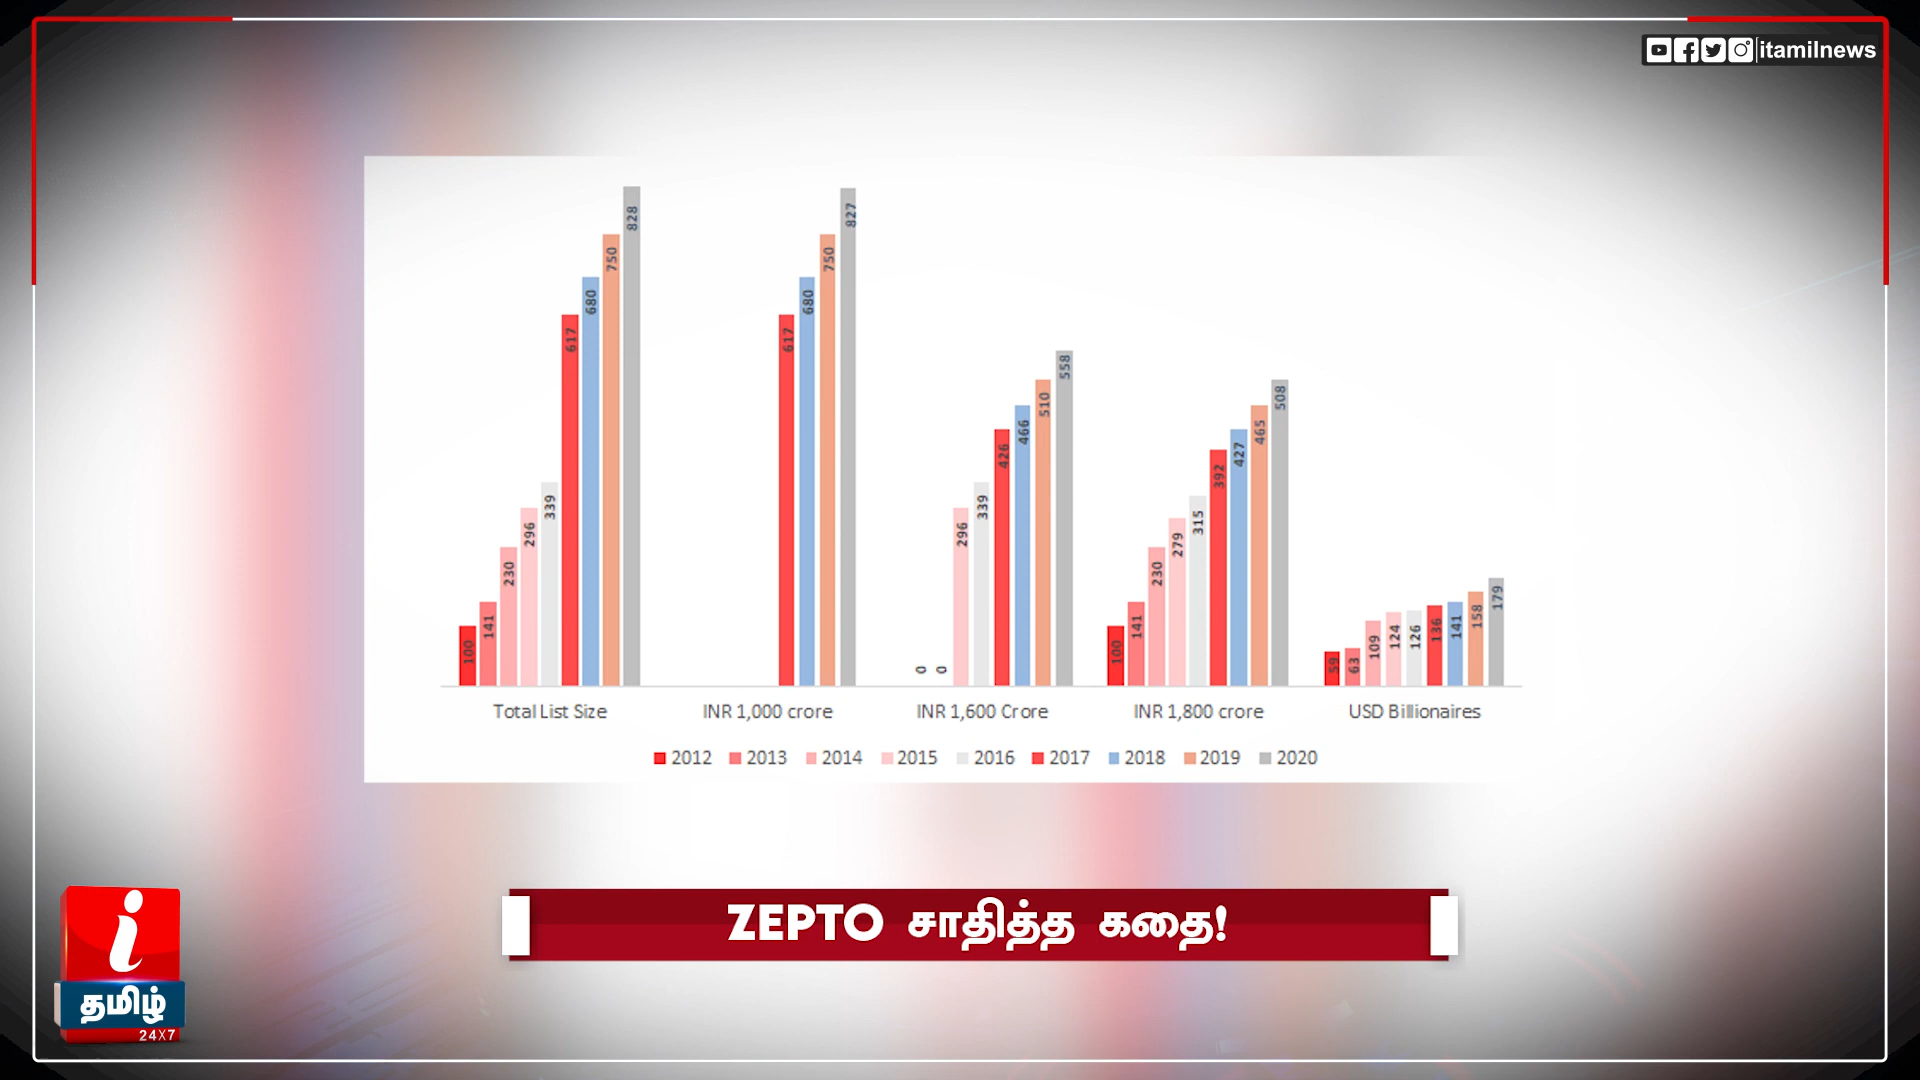 itamilnews
100 141 230 296 339 617 680 750 828
617 680 750 827
0 0 296 339 426 466 510 558
100 141 230 279 315 392 427 465 508
59 63 109 124 126 136 141 158 179
Total List Size INR 1,000 crore INR 1,600 Crore INR 1,800 crore USD Billionaires
2012 2013 2014 2015 2016 2017 2018 2019 2020
ZEPTO சாதித்த கதை!
i
தமிழ்
24X7